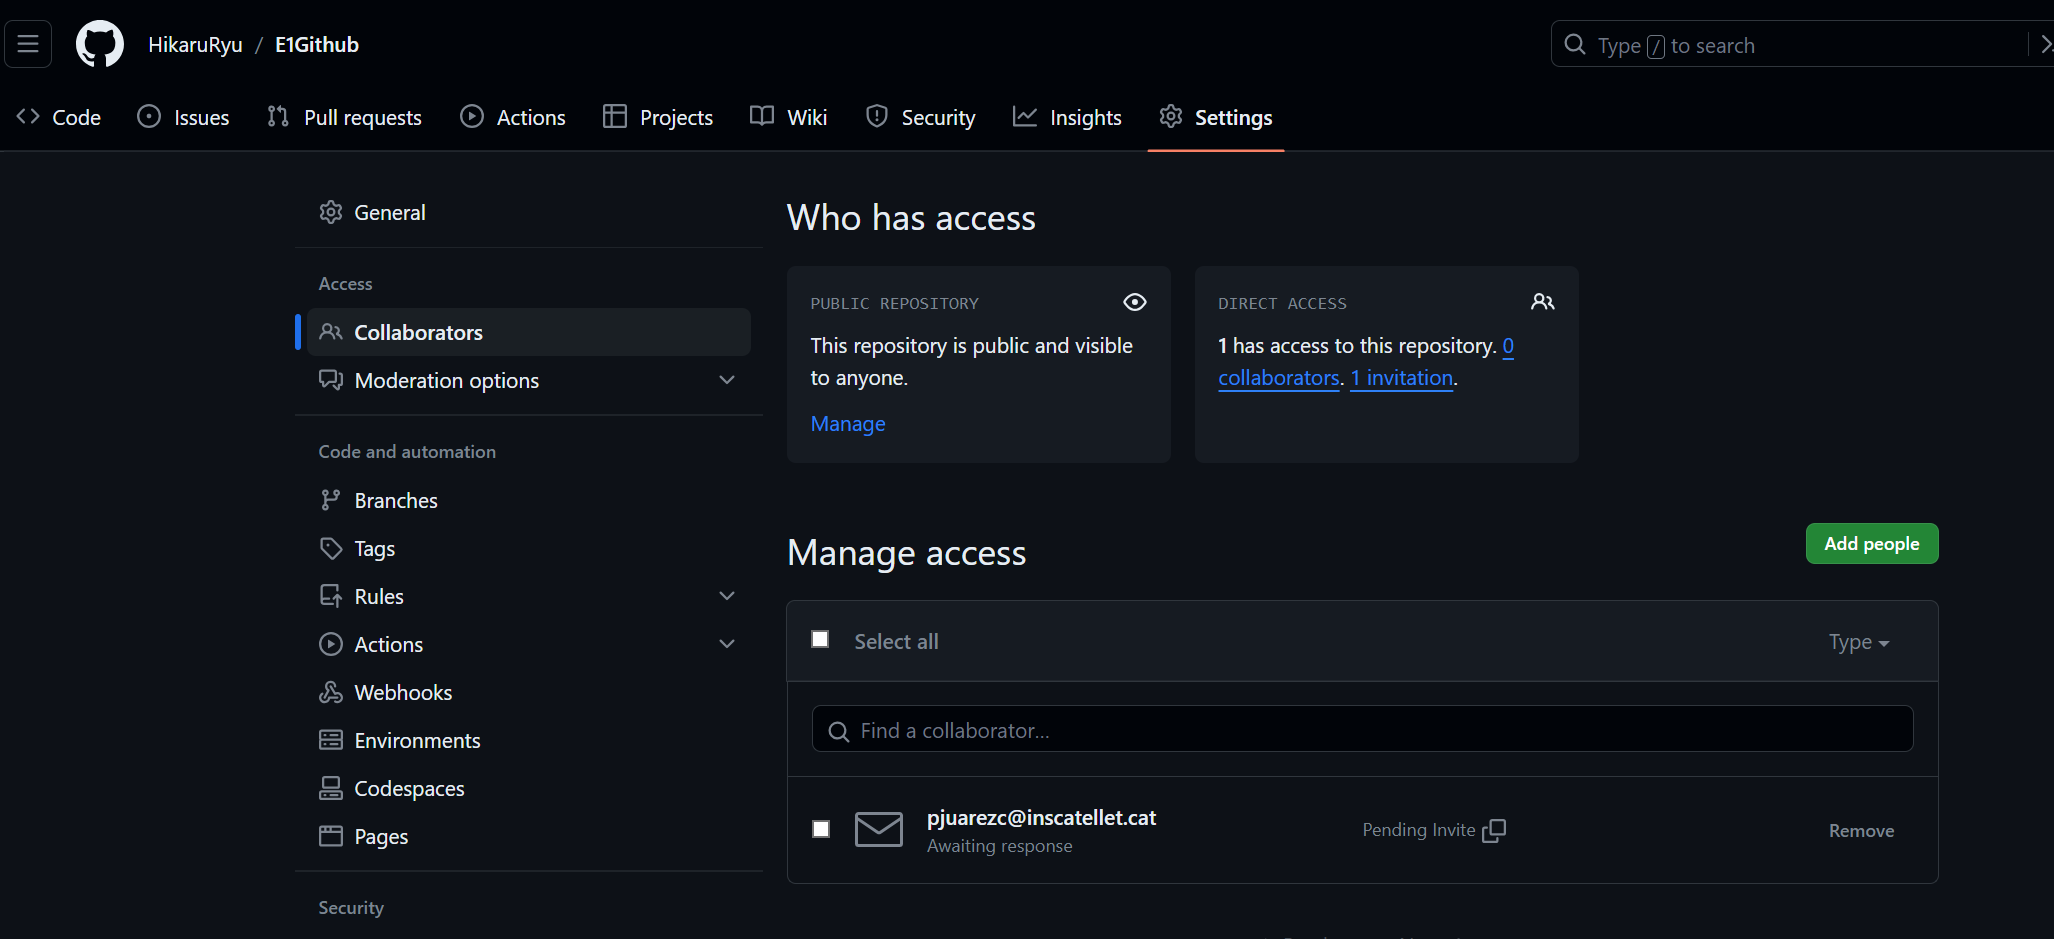 HikaruRyu / E1Github
Type / to search
Code
Issues
Pull requests
Actions
Projects
Wiki
Security
Insights
Settings
General
Access
Collaborators
Moderation options
Code and automation
Branches
Tags
Rules
Actions
Webhooks
Environments
Codespaces
Pages
Security
Who has access
PUBLIC REPOSITORY
This repository is public and visible
to anyone.
Manage
DIRECT ACCESS
1 has access to this repository. 0
collaborators. 1 invitation.
Manage access
Add people
Select all
Type
Find a collaborator...
pjuarezc@inscatellet.cat
Awaiting response
Pending Invite
Remove